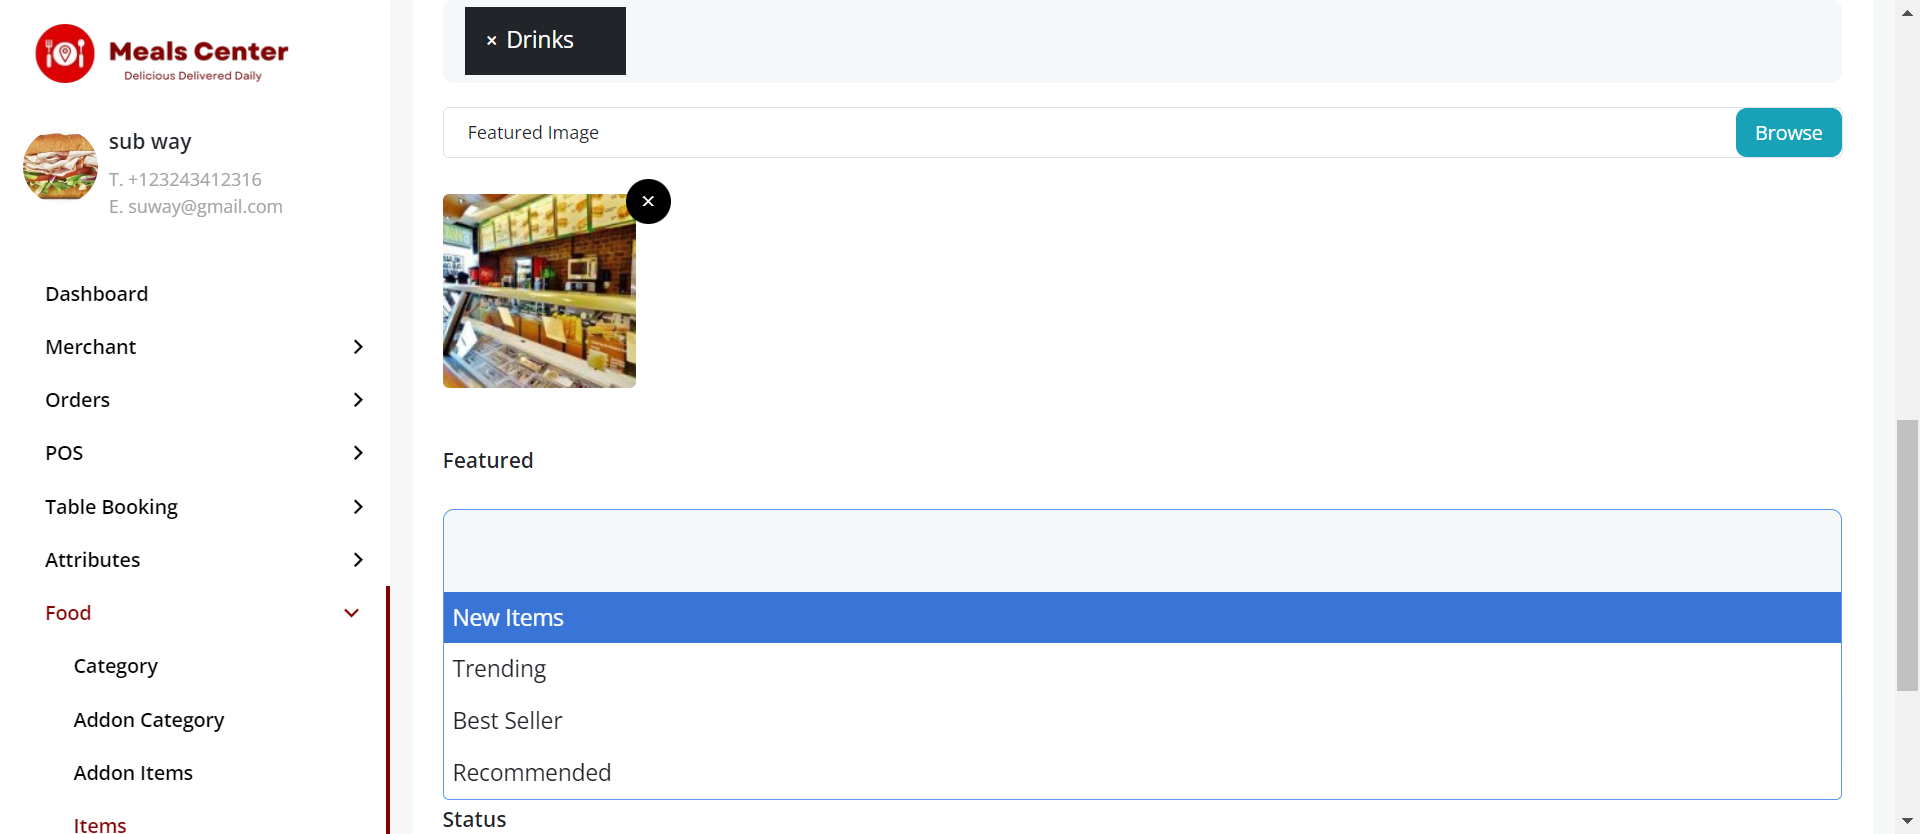 Meals Center
Delicious Delivered Daily
sub way
T. +123243412316
E. suway@gmail.com
Dashboard
Merchant
Orders
POS
Table Booking
Attributes
Food
Category
Addon Category
Addon Items
Items
× Drinks
Featured Image
Browse
Featured
New Items
Trending
Best Seller
Recommended
Status